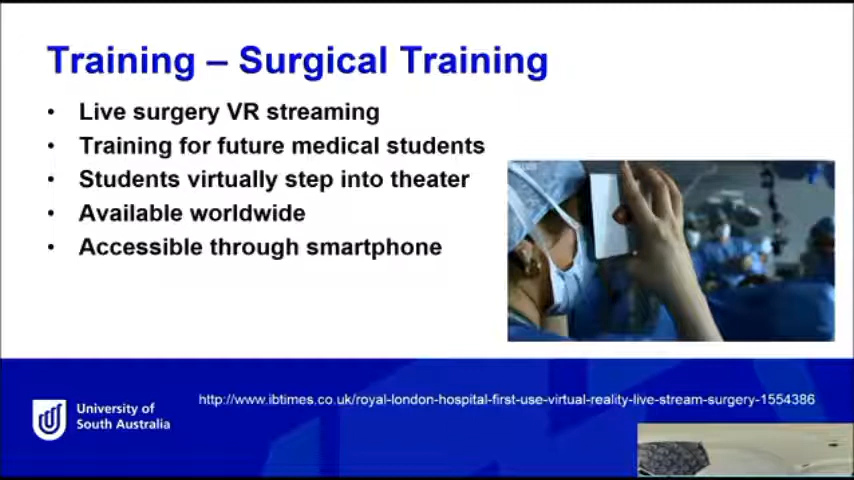 Training – Surgical Training
• Live surgery VR streaming
• Training for future medical students
• Students virtually step into theater
• Available worldwide
• Accessible through smartphone
http://www.ibtimes.co.uk/royal-london-hospital-first-use-virtual-reality-live-stream-surgery-1554386
University of
South Australia